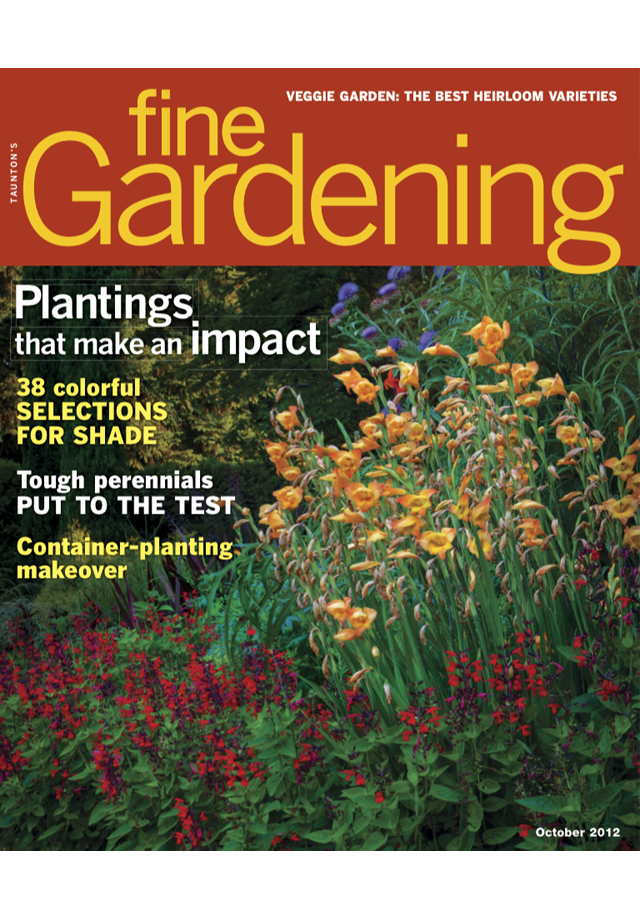 VEGGIE GARDEN: THE BEST HEIRLOOM VARIETIES
TAUNTON'S
fine
Gardening
Plantings
that make an impact
38 colorful
SELECTIONS
FOR SHADE
Tough perennials
PUT TO THE TEST
Container-planting
makeover
October 2012